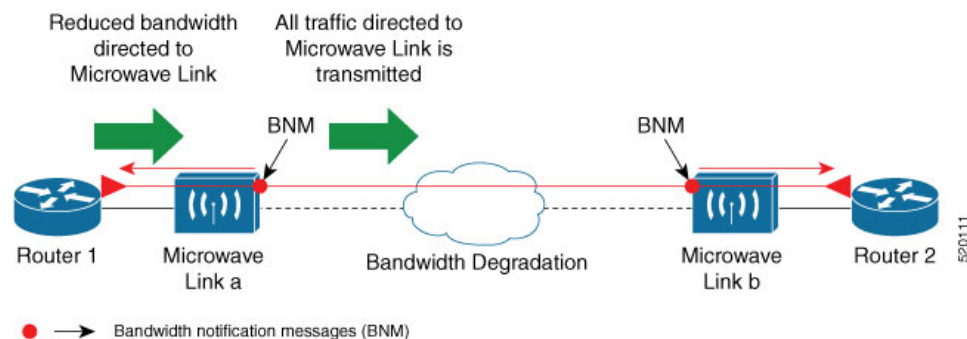 Reduced bandwidth
directed to
Microwave Link
All traffic directed to
Microwave Link is
transmitted
BNM
BNM
Router 1
Microwave
Link a
Bandwidth Degradation
Microwave
Link b
Router 2
520111
Bandwidth notification messages (BNM)